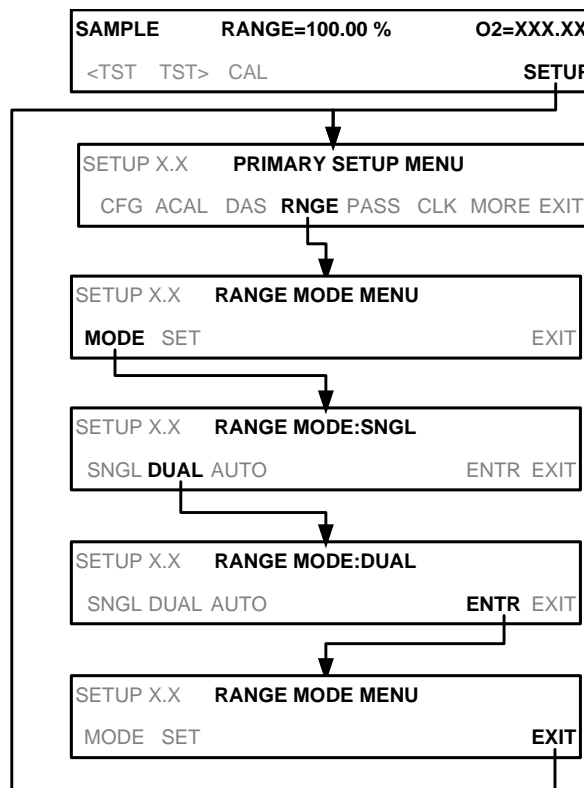 SAMPLE RANGE=100.00 % O2=XXX.XX
<TST TST> CAL SETUP
SETUP X.X PRIMARY SETUP MENU
CFG ACAL DAS RNGE PASS CLK MORE EXIT
SETUP X.X RANGE MODE MENU
MODE SET EXIT
SETUP X.X RANGE MODE:SNGL
SNGL DUAL AUTO ENTR EXIT
SETUP X.X RANGE MODE:DUAL
SNGL DUAL AUTO ENTR EXIT
SETUP X.X RANGE MODE MENU
MODE SET EXIT